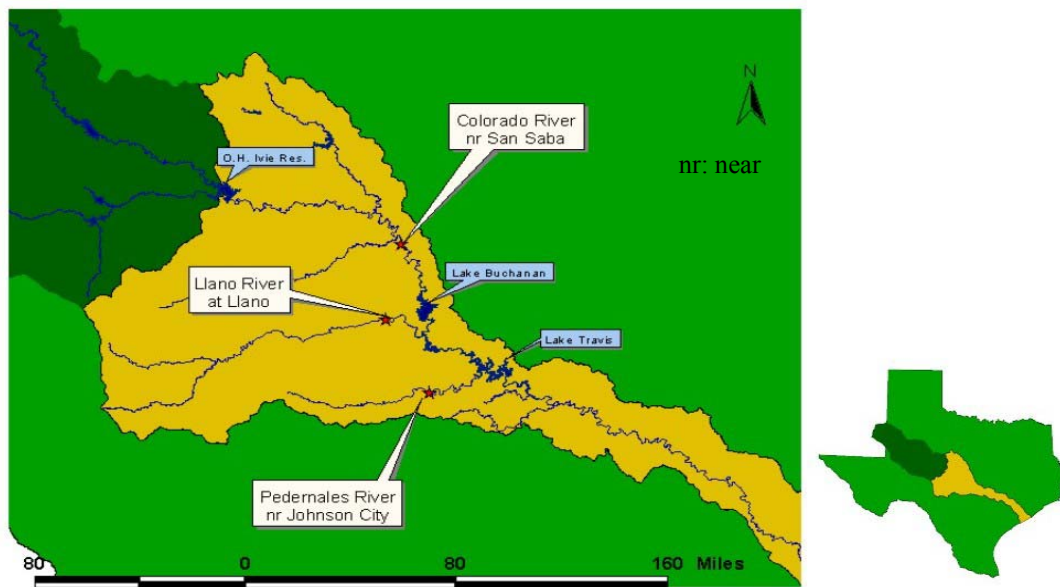 N
Colorado River
nr San Saba
nr: near
O.H. Ivie Res.
Lake Buchanan
Llano River
at Llano
Lake Travis
Pedernales River
nr Johnson City
80 0 80 160 Miles